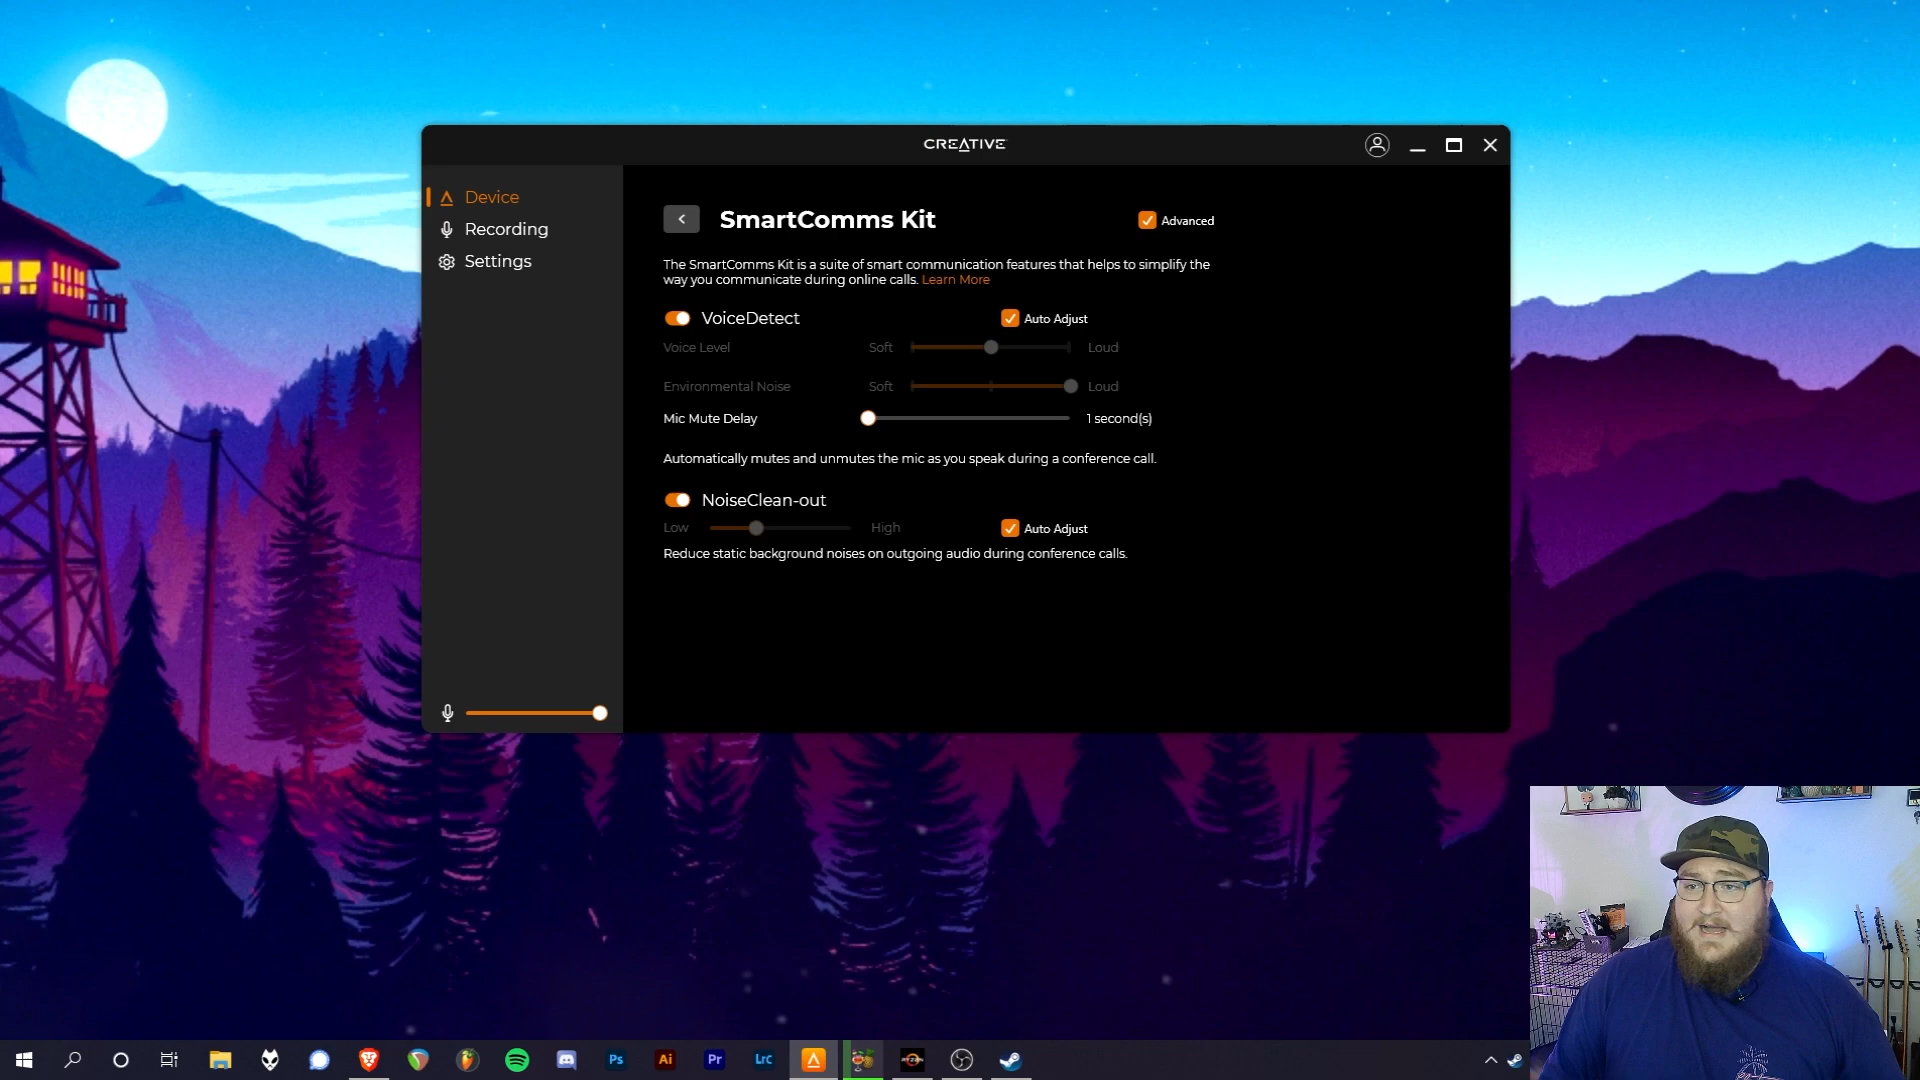 CREATIVE
Device
Recording
Settings
<
SmartComms Kit
Advanced
The SmartComms Kit is a suite of smart communication features that helps to simplify the
way you communicate during online calls. Learn More
VoiceDetect
Auto Adjust
Voice Level
Soft
Loud
Environmental Noise
Soft
Loud
Mic Mute Delay
1 second(s)
Automatically mutes and unmutes the mic as you speak during a conference call.
NoiseClean-out
Low
High
Auto Adjust
Reduce static background noises on outgoing audio during conference calls.
Ps
Ai
Pr
Lrc
RYZEN